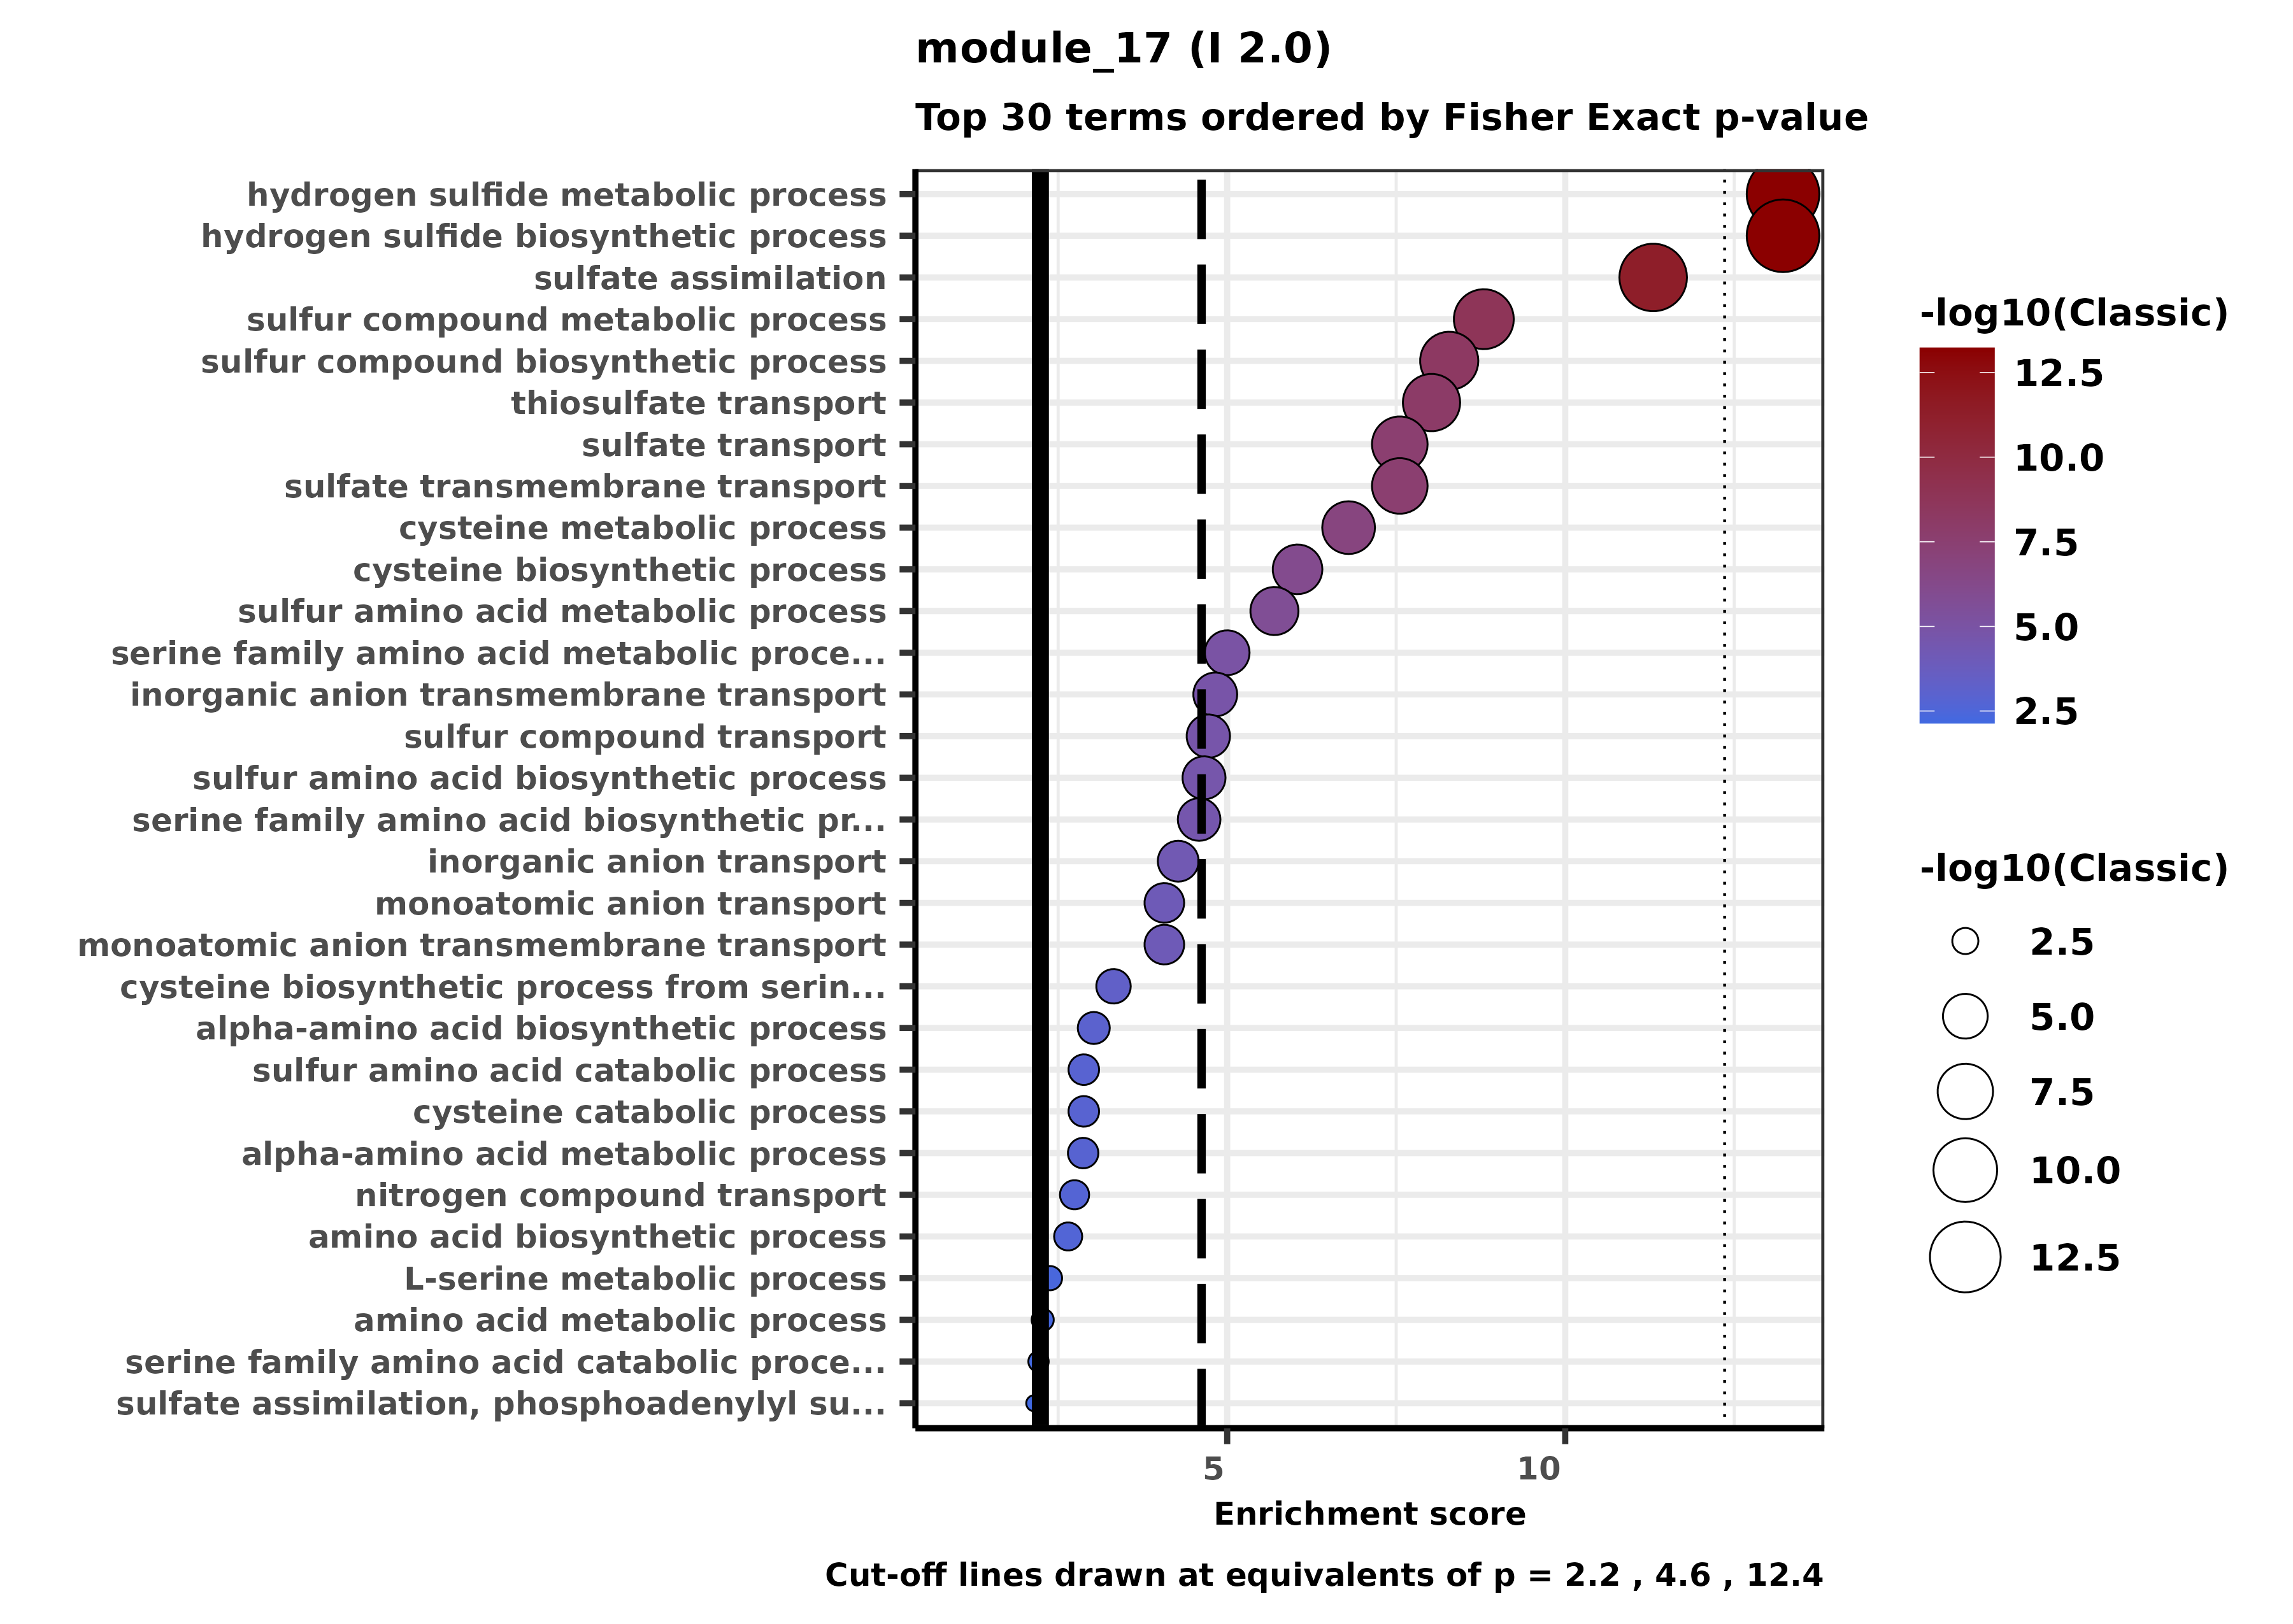 module_17 (I 2.0)
Top 30 terms ordered by Fisher Exact p-value
hydrogen sulfide metabolic process
hydrogen sulfide biosynthetic process
sulfate assimilation
sulfur compound metabolic process
sulfur compound biosynthetic process
thiosulfate transport
sulfate transport
sulfate transmembrane transport
cysteine metabolic process
cysteine biosynthetic process
sulfur amino acid metabolic process
serine family amino acid metabolic proce...
inorganic anion transmembrane transport
sulfur compound transport
sulfur amino acid biosynthetic process
serine family amino acid biosynthetic pr...
inorganic anion transport
monoatomic anion transport
monoatomic anion transmembrane transport
cysteine biosynthetic process from serin...
alpha-amino acid biosynthetic process
sulfur amino acid catabolic process
cysteine catabolic process
alpha-amino acid metabolic process
nitrogen compound transport
amino acid biosynthetic process
L-serine metabolic process
amino acid metabolic process
serine family amino acid catabolic proce...
sulfate assimilation, phosphoadenylyl su...
5 10
Enrichment score
Cut-off lines drawn at equivalents of p = 2.2 , 4.6 , 12.4
-log10(Classic)
12.5
10.0
7.5
5.0
2.5
-log10(Classic)
2.5
5.0
7.5
10.0
12.5